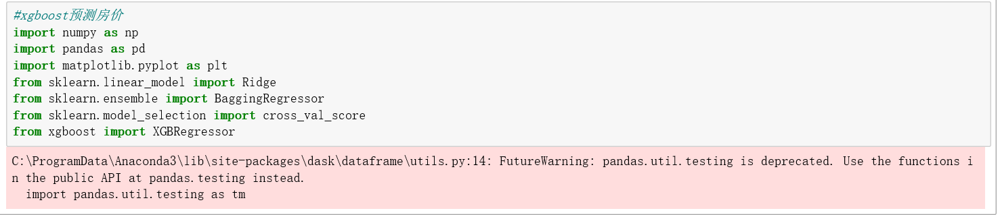 #xgboost预测房价
import numpy as np
import pandas as pd
import matplotlib.pyplot as plt
from sklearn.linear_model import Ridge
from sklearn.ensemble import BaggingRegressor
from sklearn.model_selection import cross_val_score
from xgboost import XGBRegressor
C:\ProgramData\Anaconda3\lib\site-packages\dask\dataframe\utils.py:14: FutureWarning: pandas.util.testing is deprecated. Use the functions i
n the public API at pandas.testing instead.
  import pandas.util.testing as tm